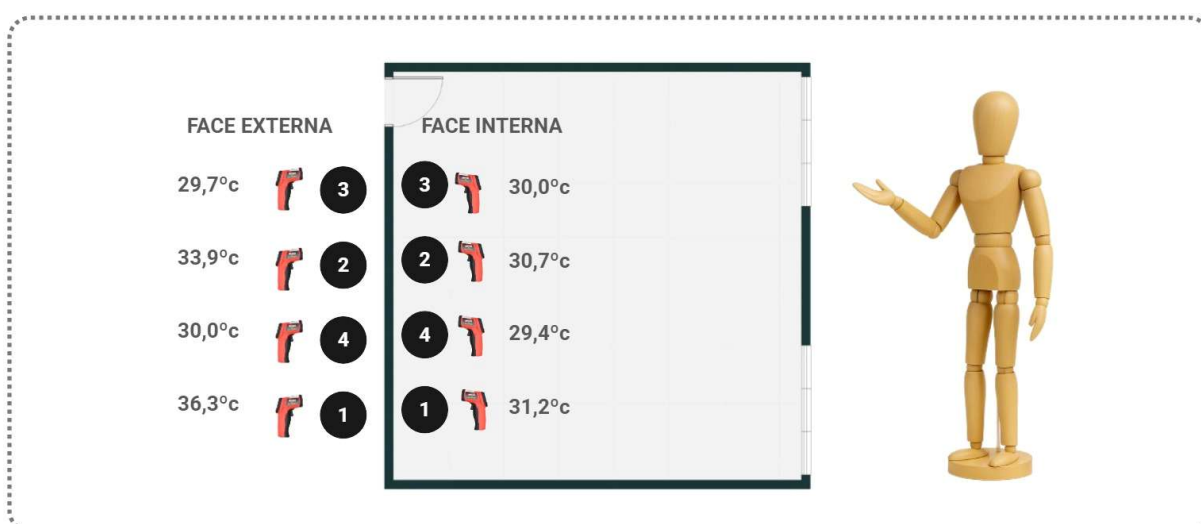 FACE EXTERNA FACE INTERNA
29,7ºc 3 3 30,0ºc
33,9ºc 2 2 30,7ºc
30,0ºc 4 4 29,4ºc
36,3ºc 1 1 31,2ºc